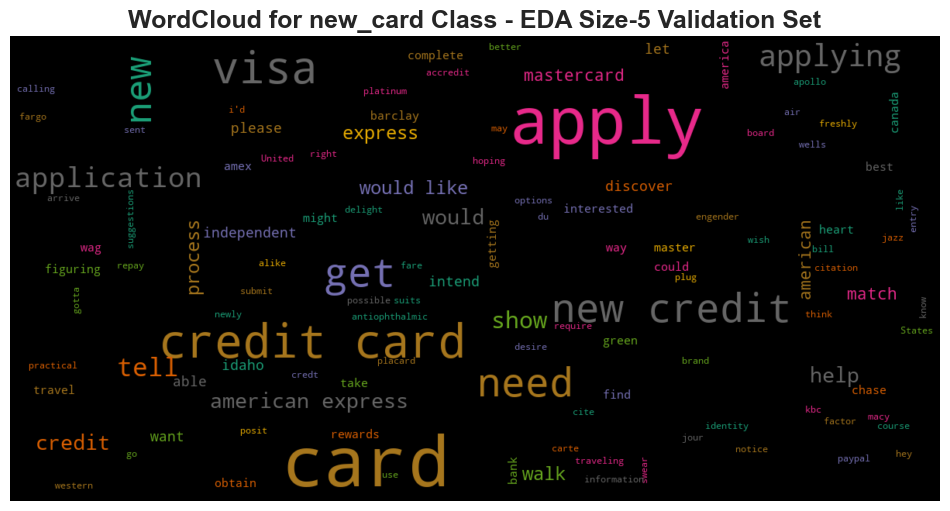 WordCloud for new_card Class - EDA Size-5 Validation Set
better
complete
let
america
applying
visa
new
accredit
mastercard
apollo
calling
platinum
apply
canada
i'd
barclay
air
freshly
fargo
sent
please
express
may
board
wells
United
right
hoping
amex
best
application
would like
discover
arrive
suggestions
delight
options
like
might
would
du
interested
engender
entry
process
independent
getting
american
heart
wag
way
master
wish
bill
jazz
figuring
repay
alike
fare
could
citation
get
intend
plug
match
gotta
submit
possible
suits
new credit
know
newly
antiophthalmic
show
require
think
States
credit card
green
desire
practical
tell
idaho
placard
brand
credt
able
take
need
help
travel
find
chase
american express
kbc
macy
cite
factor
course
identity
credit
want
posit
rewards
jour
card
carte
notice
hey
go
bank
traveling
swear
paypal
western
obtain
use
walk
information